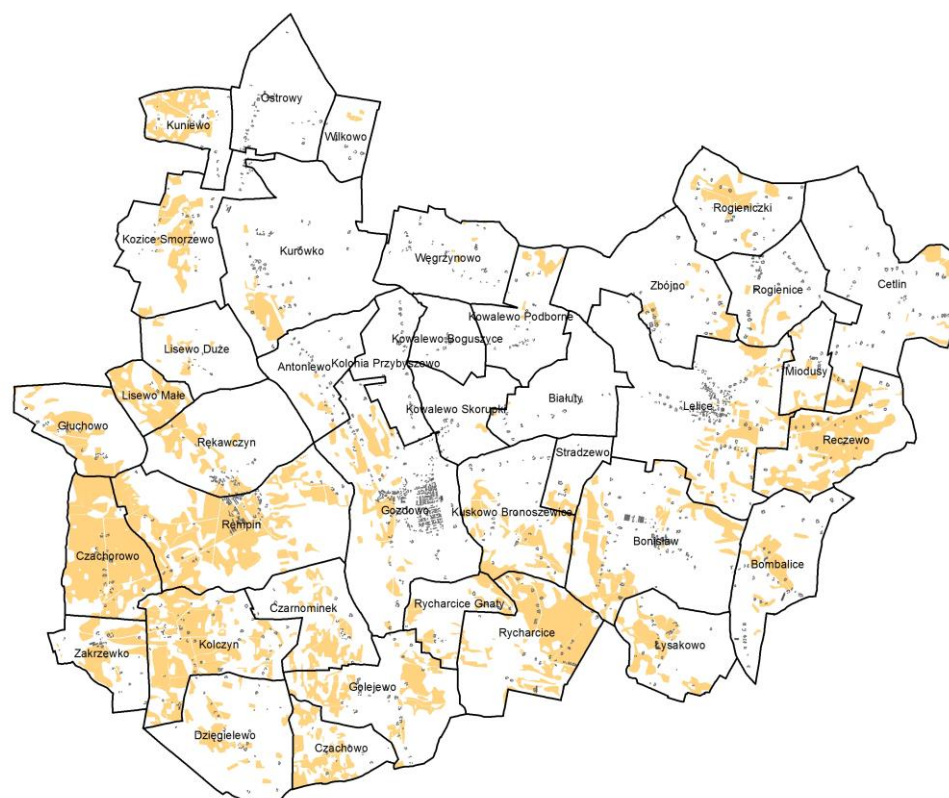 Ostrowy
Kuniewo
Wilkowo
Rogieniczki
Kozice Smorzewo
Kurówko
Węgrzynowo
Zbójno
Rogienice
Cetlin
Kowalewo Podborne
Kowalewo Boguszyce
Lisewo Duże
Antoniewo
Kolonia Przybyszewo
Miodusy
Lisewo Małe
Białuty
Lelice
Kowalewo Skorupki
Głuchowo
Rękawczyn
Reczewo
Stradzewo
Gozdowo
Kuskowo Bronoszewice
Rempin
Bonisław
Czachorowo
Bombalice
Czarnominek
Rycharcice Gnaty
Rycharcice
Kolczyn
Łysakowo
Zakrzewko
Golejewo
Dzięgielewo
Czachowo